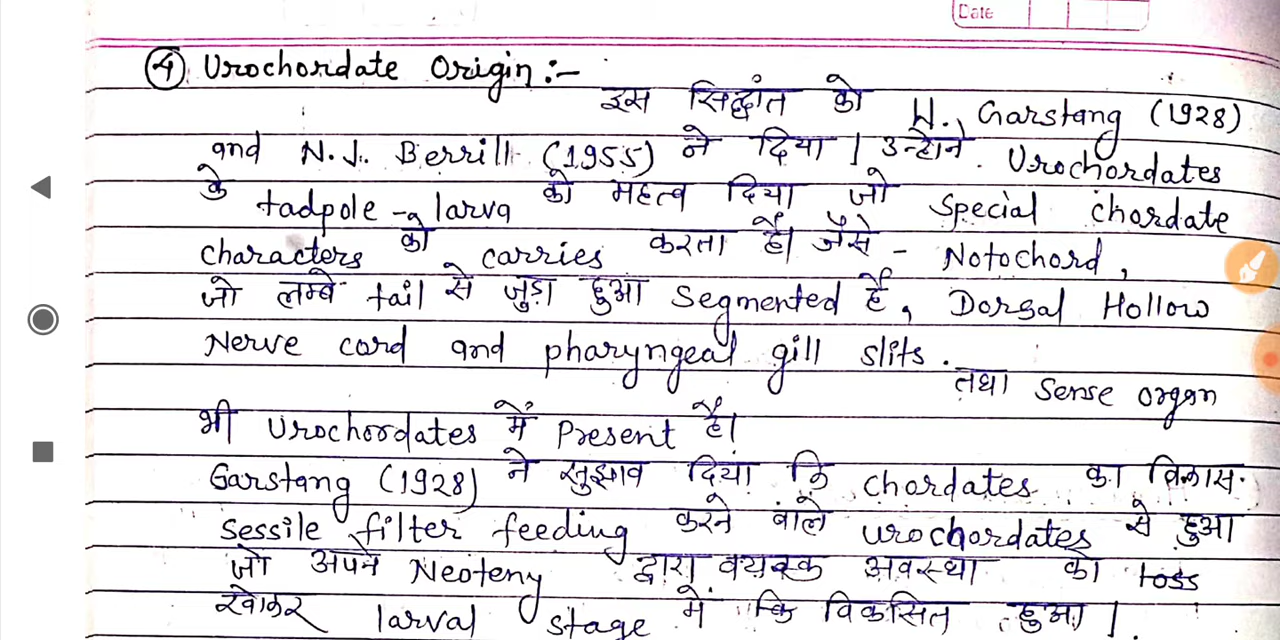 Date
④ Urochordate Origin :-
इस सिद्धांत को W. Garstang (1928)
and N.J. Berrill (1955) ने दिया | उन्होने Urochordates
के tadpole - larva को महत्व दिया जो special chordate
characters को carries करता है। जैसे - Notochord,
जो लम्बे tail से जुड़ा हुआ segmented है, Dorsal Hollow
Nerve cord and pharyngeal gill slits.
तथा sense organ
भी Urochordates में Present है।
Garstang (1928) ने सुझाव दिया कि chordates का विकास
sessile filter feeding करने वाले urochordates से हुआ
जो अपने Neoteny द्वारा वयस्क अवस्था को loss
खोकर larval stage में कि विकसित हुआ |